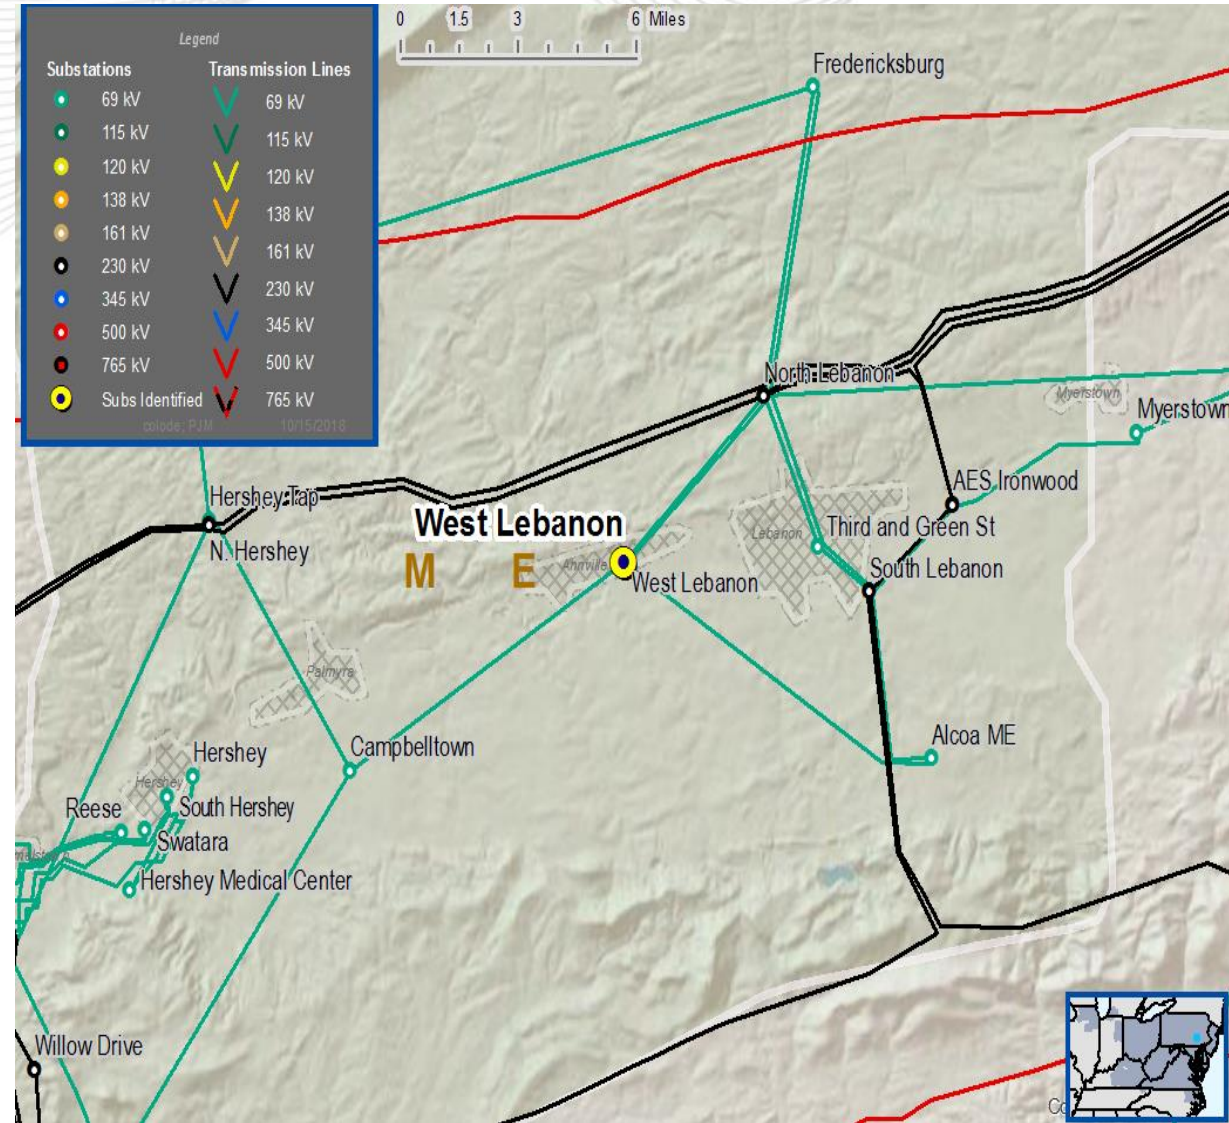 Legend
Substations
Transmission Lines
69 kV
115 kV
120 kV
138 kV
161 kV
230 kV
345 kV
500 kV
765 kV
Subs Identified
69 kV
115 kV
120 kV
138 kV
161 kV
230 kV
345 kV
500 kV
765 kV
10/15/2018
0 1.5 3 6 Miles
Fredericksburg
North Lebanon
Myerstown
Myerstown
Hershey Tap
N. Hershey
AES Ironwood
West Lebanon
M E
Annville
West Lebanon
Lebanon
Third and Green St
South Lebanon
Palmyra
Campbelltown
Alcoa ME
Hershey
Hershey
Reese
South Hershey
Swatara
Hershey Medical Center
Willow Drive